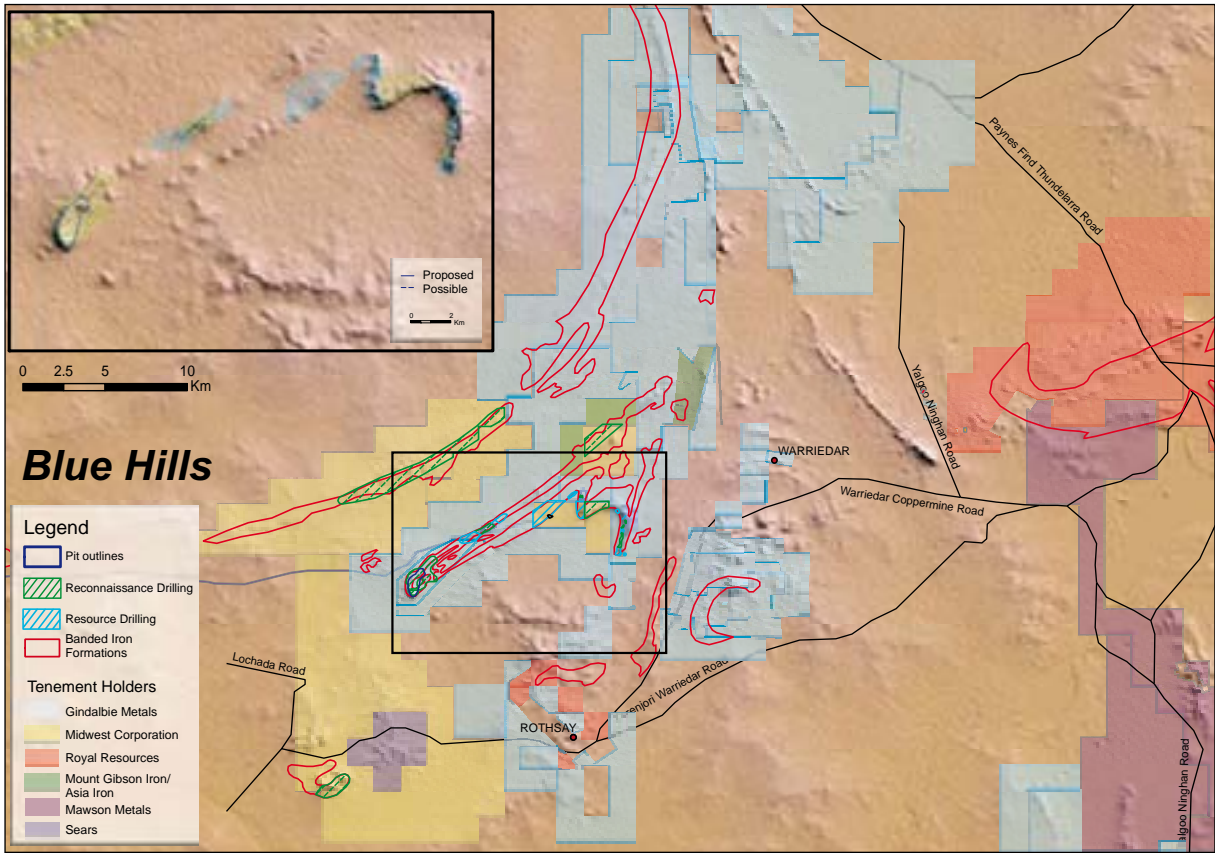 Proposed
Possible
0 2
Km
0 2.5 5 10
Km
Blue Hills
Legend
Pit outlines
Reconnaissance Drilling
Resource Drilling
Banded Iron
Formations
Tenement Holders
Gindalbie Metals
Midwest Corporation
Royal Resources
Mount Gibson Iron/
Asia Iron
Mawson Metals
Sears
Paynes Find Thundelarra Road
Yalgoo Ninghan Road
WARRIEDAR
Warriedar Coppermine Road
Lochada Road
enjori Warriedar Road
ROTHSAY
algoo Ninghan Road